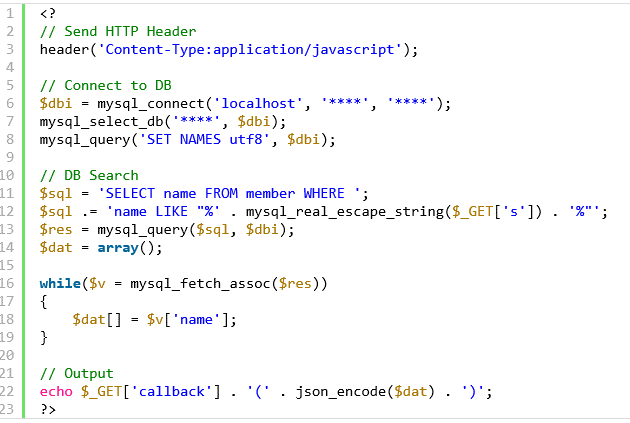 1 <?
2 // Send HTTP Header
3 header('Content-Type:application/javascript');
4
5 // Connect to DB
6 $dbi = mysql_connect('localhost', '****', '****');
7 mysql_select_db('****', $dbi);
8 mysql_query('SET NAMES utf8', $dbi);
9
10 // DB Search
11 $sql = 'SELECT name FROM member WHERE ';
12 $sql .= 'name LIKE "%' . mysql_real_escape_string($_GET['s']) . '%"';
13 $res = mysql_query($sql, $dbi);
14 $dat = array();
15
16 while($v = mysql_fetch_assoc($res))
17 {
18     $dat[] = $v['name'];
19 }
20
21 // Output
22 echo $_GET['callback'] . '(' . json_encode($dat) . ')';
23 ?>